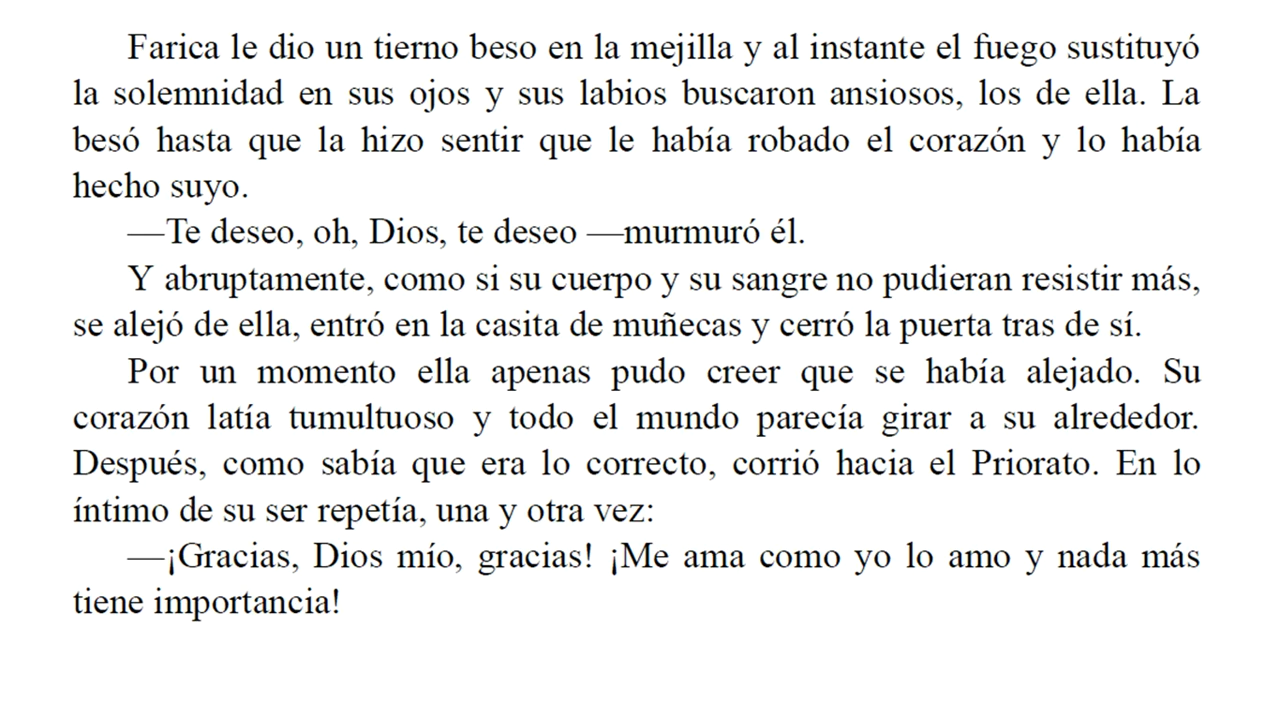 Farica le dio un tierno beso en la mejilla y al instante el fuego sustituyó
la solemnidad en sus ojos y sus labios buscaron ansiosos, los de ella. La
besó hasta que la hizo sentir que le había robado el corazón y lo había
hecho suyo.
—Te deseo, oh, Dios, te deseo —murmuró él.
Y abruptamente, como si su cuerpo y su sangre no pudieran resistir más,
se alejó de ella, entró en la casita de muñecas y cerró la puerta tras de sí.
Por un momento ella apenas pudo creer que se había alejado. Su
corazón latía tumultuoso y todo el mundo parecía girar a su alrededor.
Después, como sabía que era lo correcto, corrió hacia el Priorato. En lo
íntimo de su ser repetía, una y otra vez:
—¡Gracias, Dios mío, gracias! ¡Me ama como yo lo amo y nada más
tiene importancia!